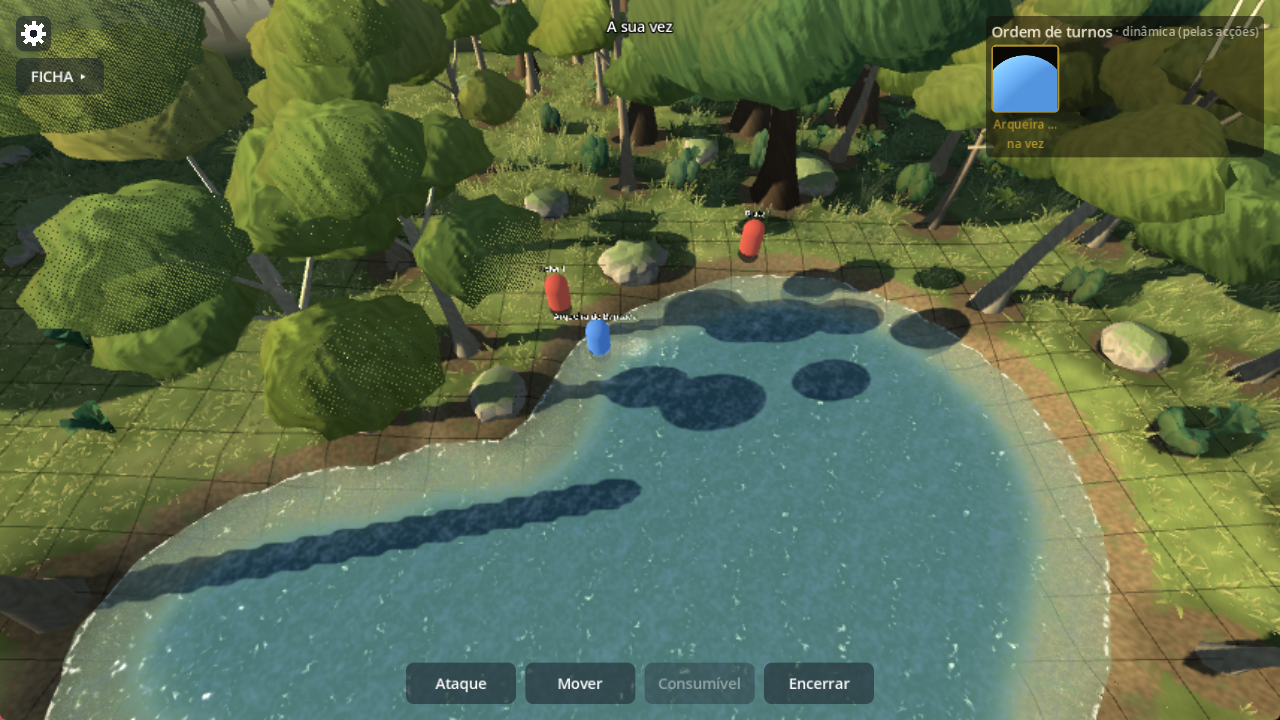 A sua vez
FICHA ▸
Ordem de turnos · dinâmica (pelas acções)
Arqueira ...
na vez
Ataque
Mover
Consumível
Encerrar